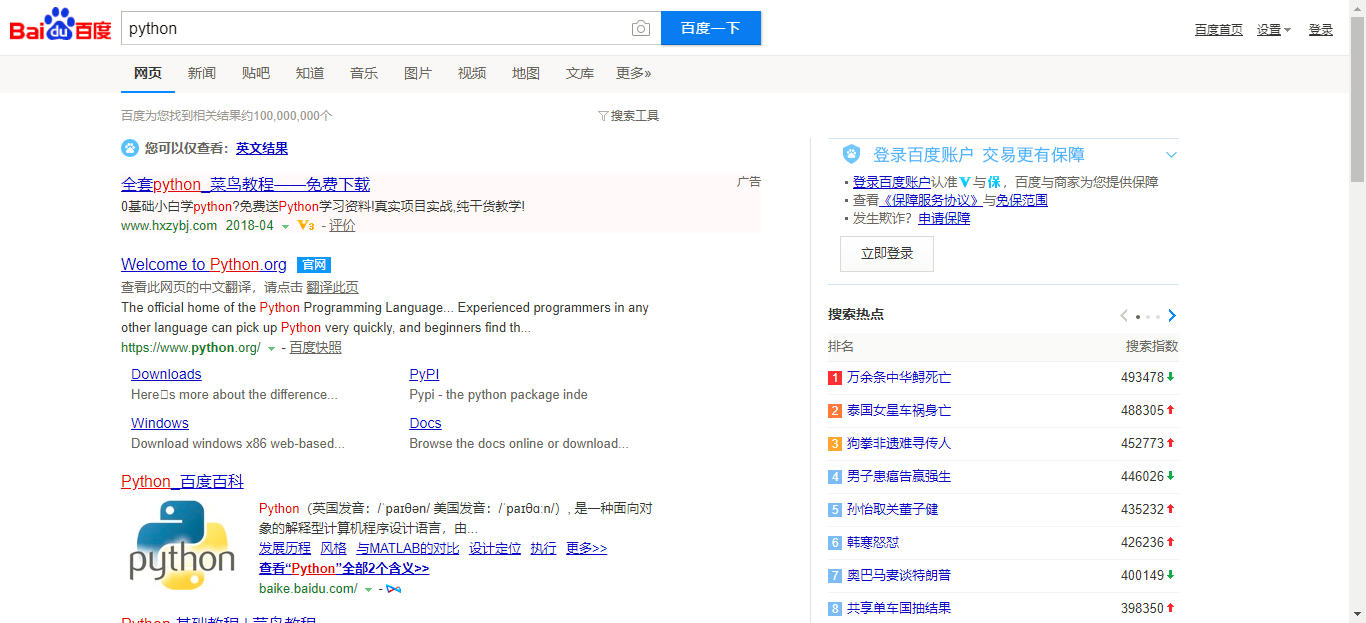 Bai du 百度
python
百度一下
百度首页 设置 登录
网页 新闻 贴吧 知道 音乐 图片 视频 地图 文库 更多»
百度为您找到相关结果约100,000,000个
搜索工具
您可以仅查看: 英文结果
全套python_菜鸟教程——免费下载
广告
0基础小白学python?免费送Python学习资料!真实项目实战,纯干货教学!
www.hxzybj.com 2018-04 V3 - 评价
Welcome to Python.org 官网
查看此网页的中文翻译，请点击 翻译此页
The official home of the Python Programming Language... Experienced programmers in any
other language can pick up Python very quickly, and beginners find th...
https://www.python.org/ - 百度快照
Downloads
Here□s more about the difference...
PyPI
Pypi - the python package inde
Windows
Download windows x86 web-based...
Docs
Browse the docs online or download...
Python_百度百科
python
Python（英国发音：/ˈpaɪθən/ 美国发音：/ˈpaɪθɑːn/）, 是一种面向对
象的解释型计算机程序设计语言，由...
发展历程 风格 与MATLAB的对比 设计定位 执行 更多>>
查看“Python”全部2个含义>>
baike.baidu.com/ -
Python 基础教程 | 菜鸟教程
登录百度账户 交易更有保障
登录百度账户认准V与保，百度与商家为您提供保障
查看《保障服务协议》与免保范围
发生欺诈？申请保障
立即登录
搜索热点
排名 搜索指数
1 万余条中华鲟死亡 493478
2 泰国女星车祸身亡 488305
3 狗拳非遗难寻传人 452773
4 男子患癌告赢强生 446026
5 孙怡取关董子健 435232
6 韩寒怒怼 426236
7 奥巴马妻谈特朗普 400149
8 共享单车国抽结果 398350